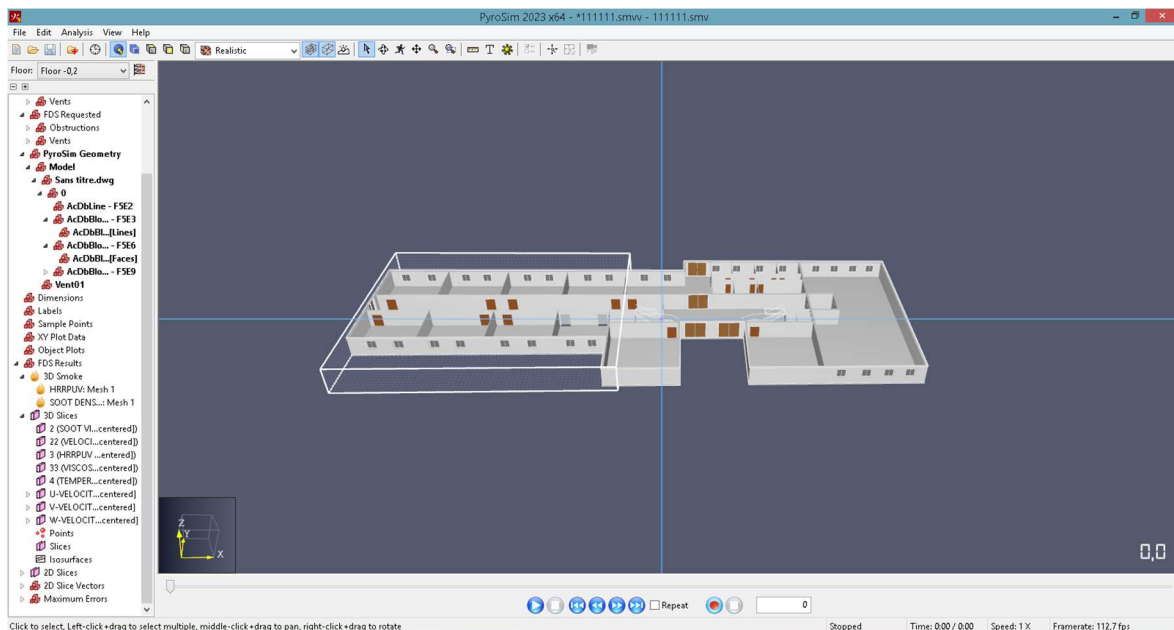 PyroSim 2023 x64 - *111111.smvv - 111111.smv
File Edit Analysis View Help
Realistic
Floor: Floor -0,2
Vents
FDS Requested
Obstructions
Vents
PyroSim Geometry
Model
Sans titre.dwg
0
AcDbLine - F5E2
AcDbBlo... - F5E3
AcDbBl...[Lines]
AcDbBlo... - F5E6
AcDbBl...[Faces]
AcDbBlo... - F5E9
Vent01
Dimensions
Labels
Sample Points
XY Plot Data
Object Plots
FDS Results
3D Smoke
HRRPUV: Mesh 1
SOOT DENS...: Mesh 1
3D Slices
2 (SOOT VI...centered])
22 (VELOCI...centered])
3 (HRRPUV ...entered])
33 (VISCOS...centered])
4 (TEMPER...centered])
U-VELOCIT...centered]
V-VELOCIT...centered]
W-VELOCIT...centered]
Points
Slices
Isosurfaces
2D Slices
2D Slice Vectors
Maximum Errors
Z
Y
X
0,0
Repeat
0
Click to select, Left-click+drag to select multiple, middle-click+drag to pan, right-click+drag to rotate
Stopped
Time: 0:00 / 0:00
Speed: 1 X
Framerate: 112,7 fps